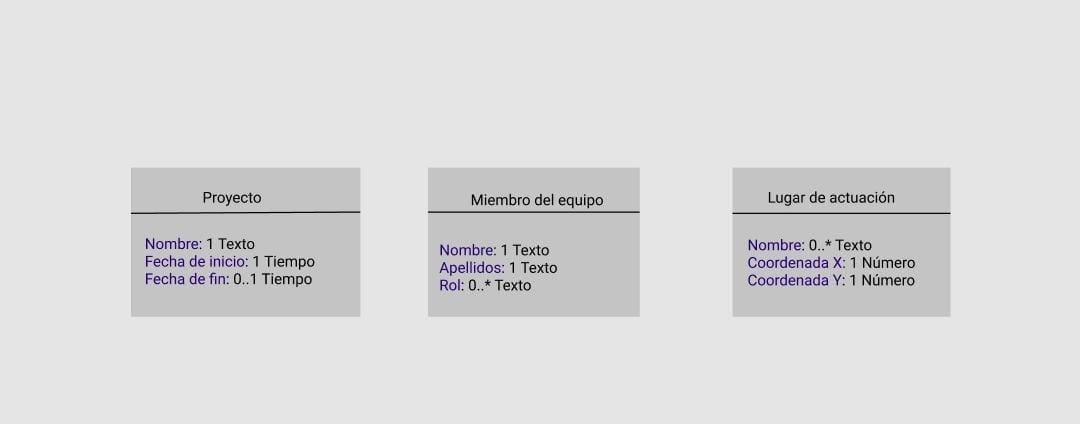 Proyecto
Nombre: 1 Texto
Fecha de inicio: 1 Tiempo
Fecha de fin: 0..1 Tiempo
Miembro del equipo
Nombre: 1 Texto
Apellidos: 1 Texto
Rol: 0..* Texto
Lugar de actuación
Nombre: 0..* Texto
Coordenada X: 1 Número
Coordenada Y: 1 Número